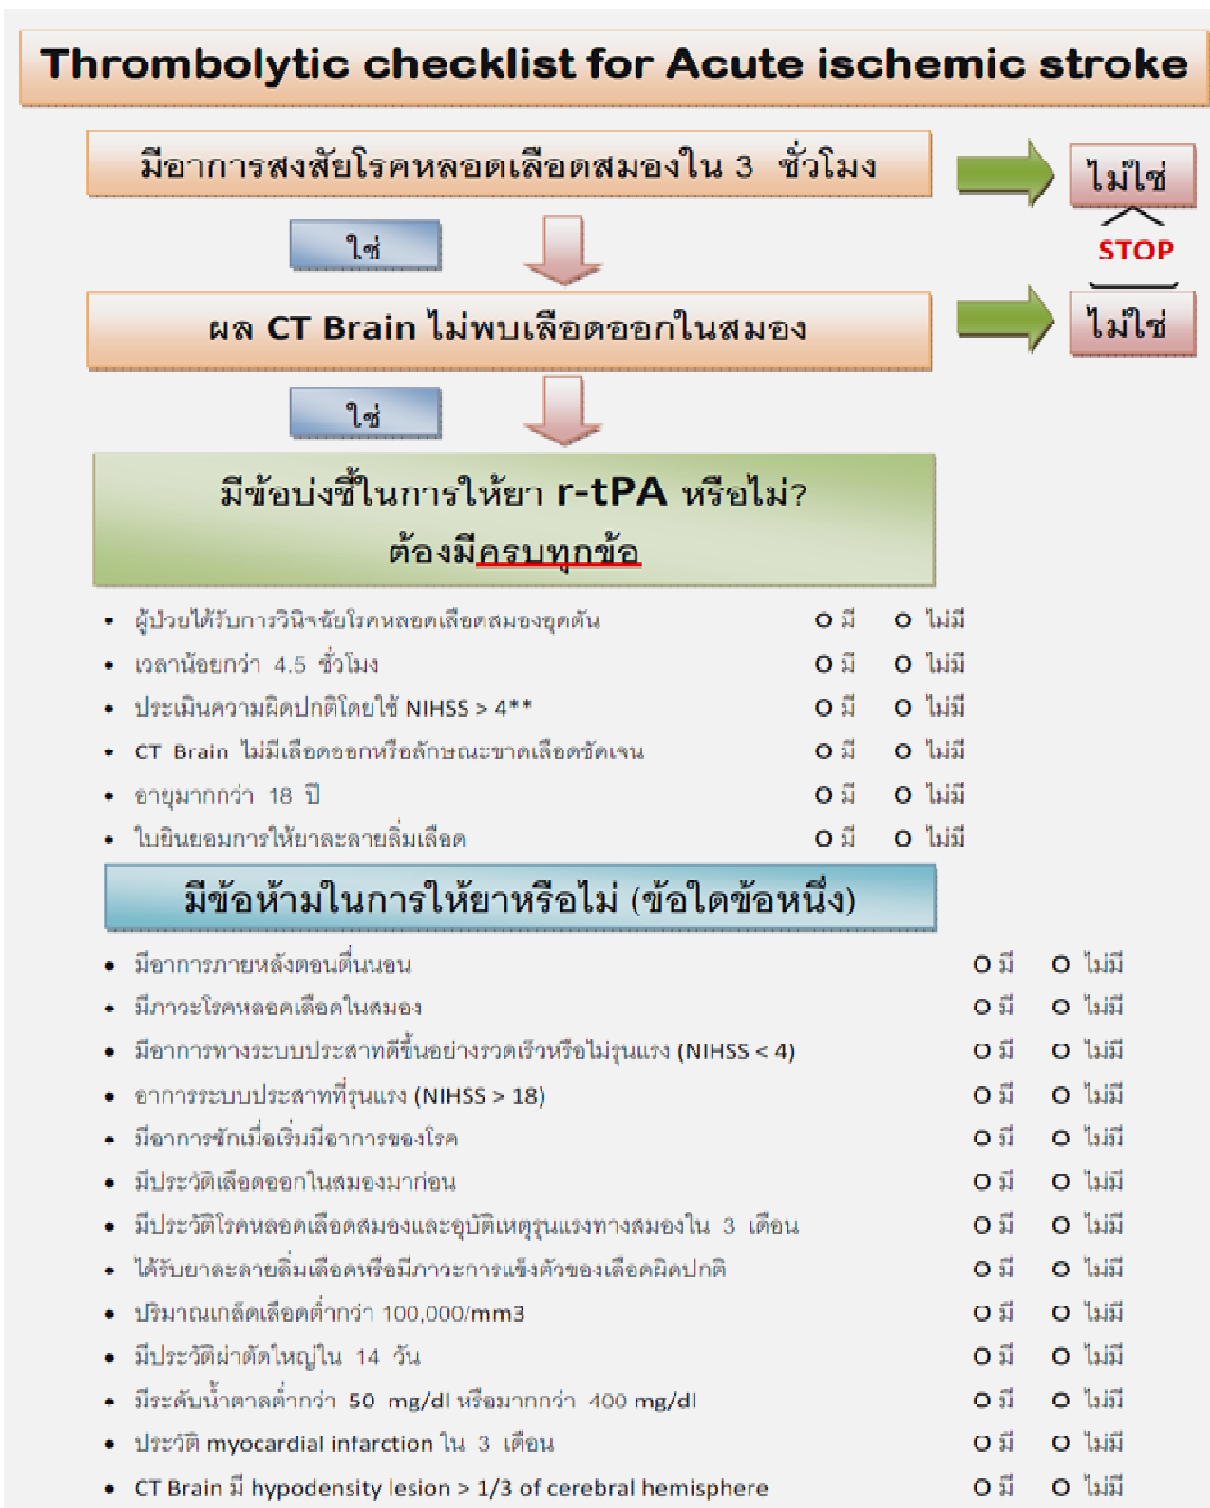 Thrombolytic checklist for Acute ischemic stroke
มีอาการสงสัยโรคหลอดเลือดสมองใน 3 ชั่วโมง
ไม่ใช่
ใช่
STOP
ผล CT Brain ไม่พบเลือดออกในสมอง
ไม่ใช่
ใช่
มีข้อบ่งชี้ในการให้ยา r-tPA หรือไม่?
ต้องมีครบทุกข้อ
• ผู้ป่วยได้รับการวินิจฉัยโรคหลอดเลือดสมองอุดตัน O มี O ไม่มี
• เวลาน้อยกว่า 4.5 ชั่วโมง O มี O ไม่มี
• ประเมินความผิดปกติโดยใช้ NIHSS > 4** O มี O ไม่มี
• CT Brain ไม่มีเลือดออกหรือลักษณะขาดเลือดชัดเจน O มี O ไม่มี
• อายุมากกว่า 18 ปี O มี O ไม่มี
• ใบยินยอมการให้ยาละลายลิ่มเลือด O มี O ไม่มี
มีข้อห้ามในการให้ยาหรือไม่ (ข้อใดข้อหนึ่ง)
• มีอาการภายหลังตอนตื่นนอน O มี O ไม่มี
• มีภาวะโรคหลอดเลือดในสมอง O มี O ไม่มี
• มีอาการทางระบบประสาทดีขึ้นอย่างรวดเร็วหรือไม่รุนแรง (NIHSS < 4) O มี O ไม่มี
• อาการระบบประสาทที่รุนแรง (NIHSS > 18) O มี O ไม่มี
• มีอาการชักเมื่อเริ่มมีอาการของโรค O มี O ไม่มี
• มีประวัติเลือดออกในสมองมาก่อน O มี O ไม่มี
• มีประวัติโรคหลอดเลือดสมองและอุบัติเหตุรุนแรงทางสมองใน 3 เดือน O มี O ไม่มี
• ได้รับยาละลายลิ่มเลือดหรือมีภาวะการแข็งตัวของเลือดผิดปกติ O มี O ไม่มี
• ปริมาณเกล็ดเลือดต่ำกว่า 100,000/mm3 O มี O ไม่มี
• มีประวัติผ่าตัดใหญ่ใน 14 วัน O มี O ไม่มี
• มีระดับน้ำตาลต่ำกว่า 50 mg/dl หรือมากกว่า 400 mg/dl O มี O ไม่มี
• ประวัติ myocardial infarction ใน 3 เดือน O มี O ไม่มี
• CT Brain มี hypodensity lesion > 1/3 of cerebral hemisphere O มี O ไม่มี